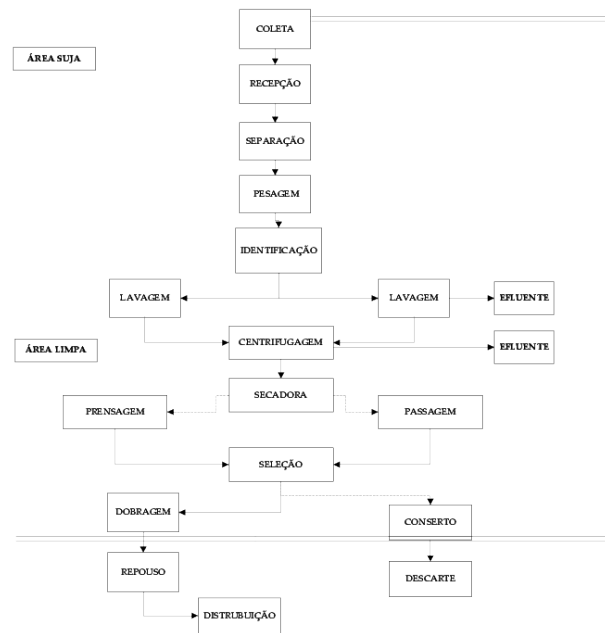 COLETA
ÁREA SUJA
RECEPÇÃO
SEPARAÇÃO
PESAGEM
IDENTIFICAÇÃO
LAVAGEM
LAVAGEM
EFLUENTE
CENTRIFUGAGEM
EFLUENTE
ÁREA LIMPA
SECADORA
PRENSAGEM
PASSAGEM
SELEÇÃO
DOBRAGEM
CONSERTO
REPOUSO
DESCARTE
DISTRUBUIÇÃO